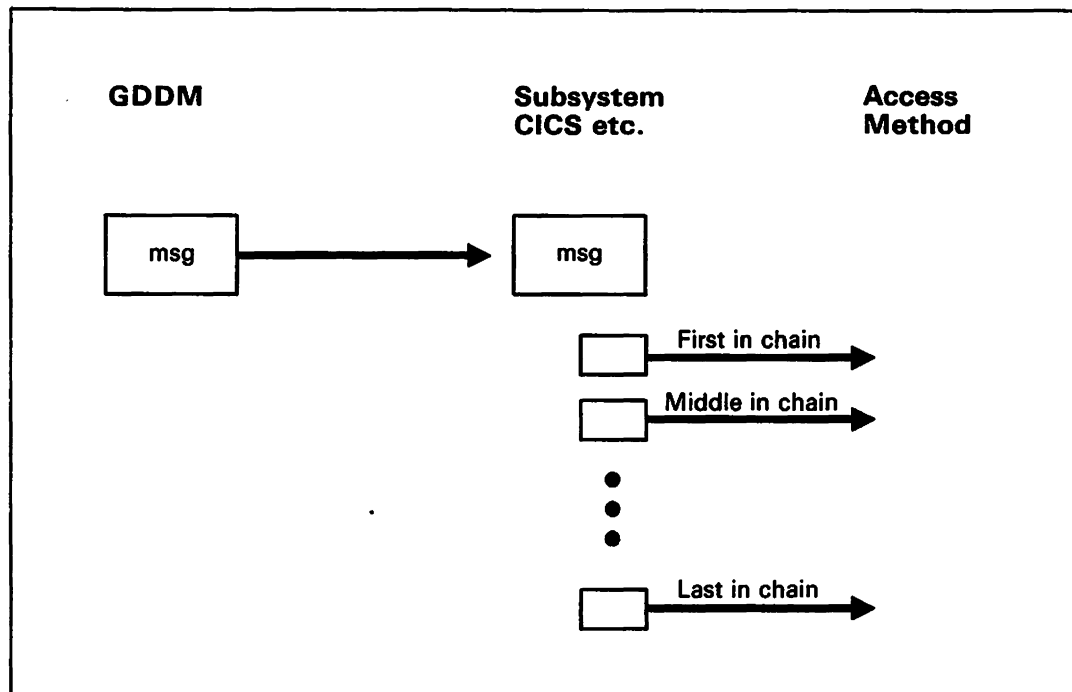 GDDM
Subsystem
CICS etc.
Access
Method
msg
msg
First in chain
Middle in chain
Last in chain